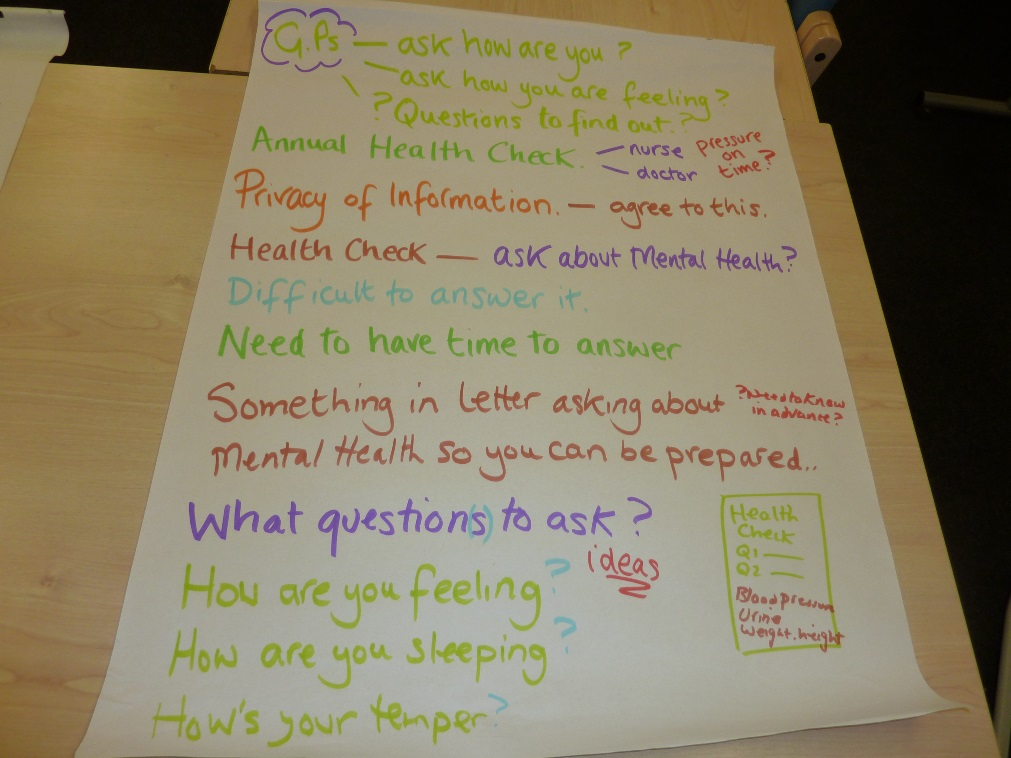 G.Ps — ask how are you?
— ask how you are feeling?
\ ?Questions to find out.?
Annual Health Check. — nurse
— doctor
pressure
on
time?
Privacy of Information. — agree to this.
Health Check — ask about Mental Health?
Difficult to answer it.
Need to have time to answer
Something in letter asking about
?Need to know
in advance?
Mental Health so you can be prepared..
What question(s) to ask?
ideas
How are you feeling?
How are you sleeping?
How's your temper?
Health
Check
Q1 —
Q2 —
Blood pressure
Urine
Weight. height